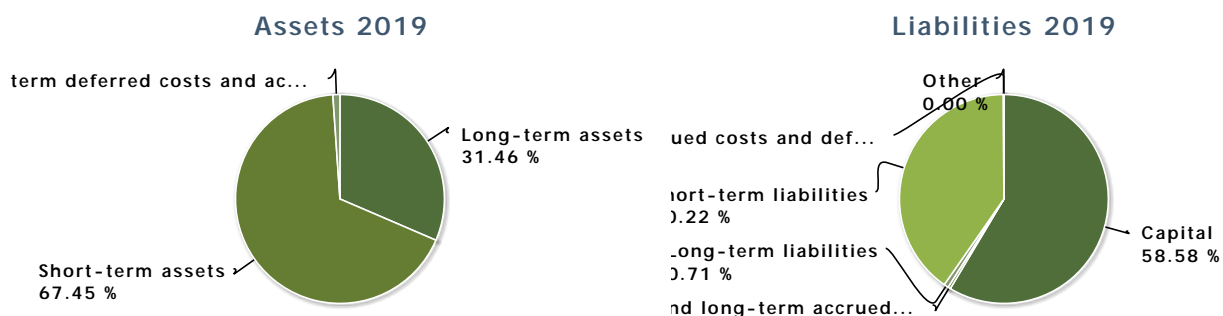 Assets 2019
term deferred costs and ac...
Long-term assets
31.46 %
Short-term assets
67.45 %
Liabilities 2019
Other
0.00 %
ued costs and def...
hort-term liabilities
0.22 %
Long-term liabilities
0.71 %
nd long-term accrued...
Capital
58.58 %